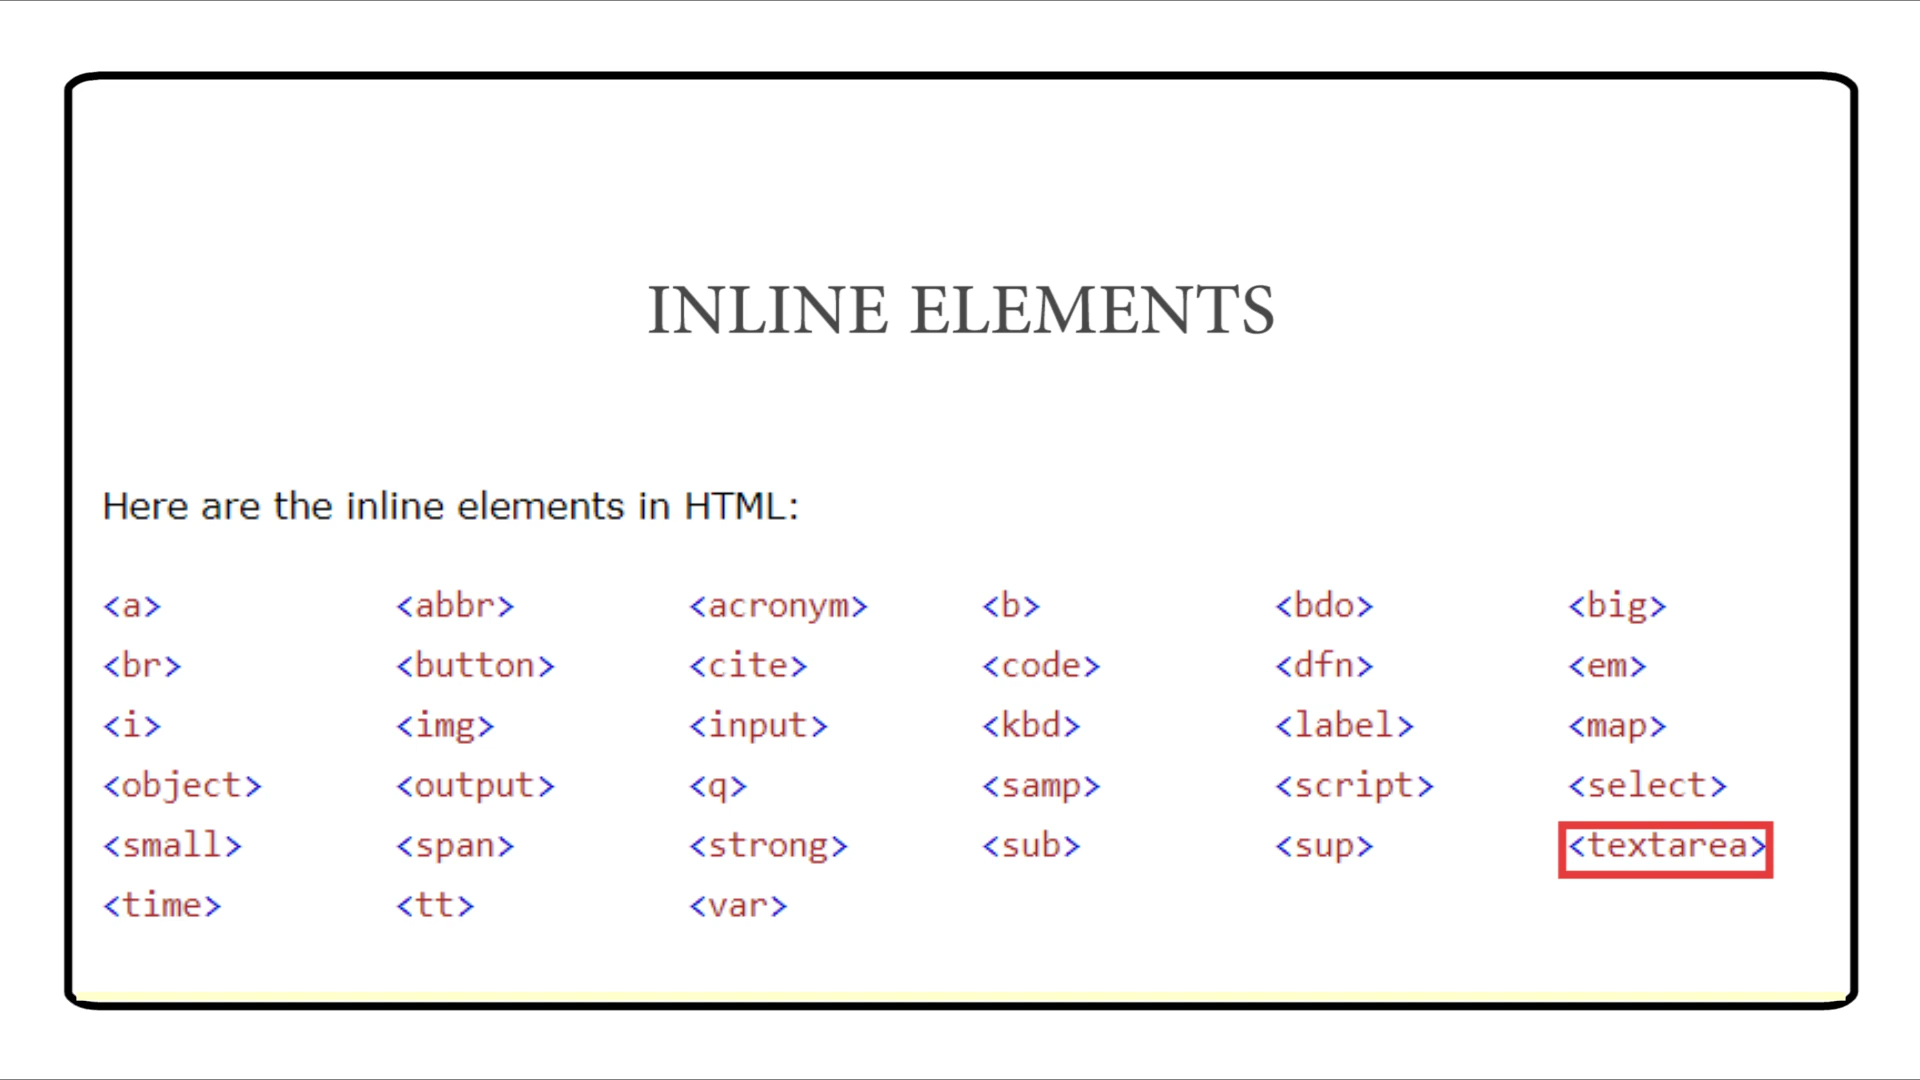 INLINE ELEMENTS
Here are the inline elements in HTML:
<a> <abbr> <acronym> <b> <bdo> <big>
<br> <button> <cite> <code> <dfn> <em>
<i> <img> <input> <kbd> <label> <map>
<object> <output> <q> <samp> <script> <select>
<small> <span> <strong> <sub> <sup> <textarea>
<time> <tt> <var>